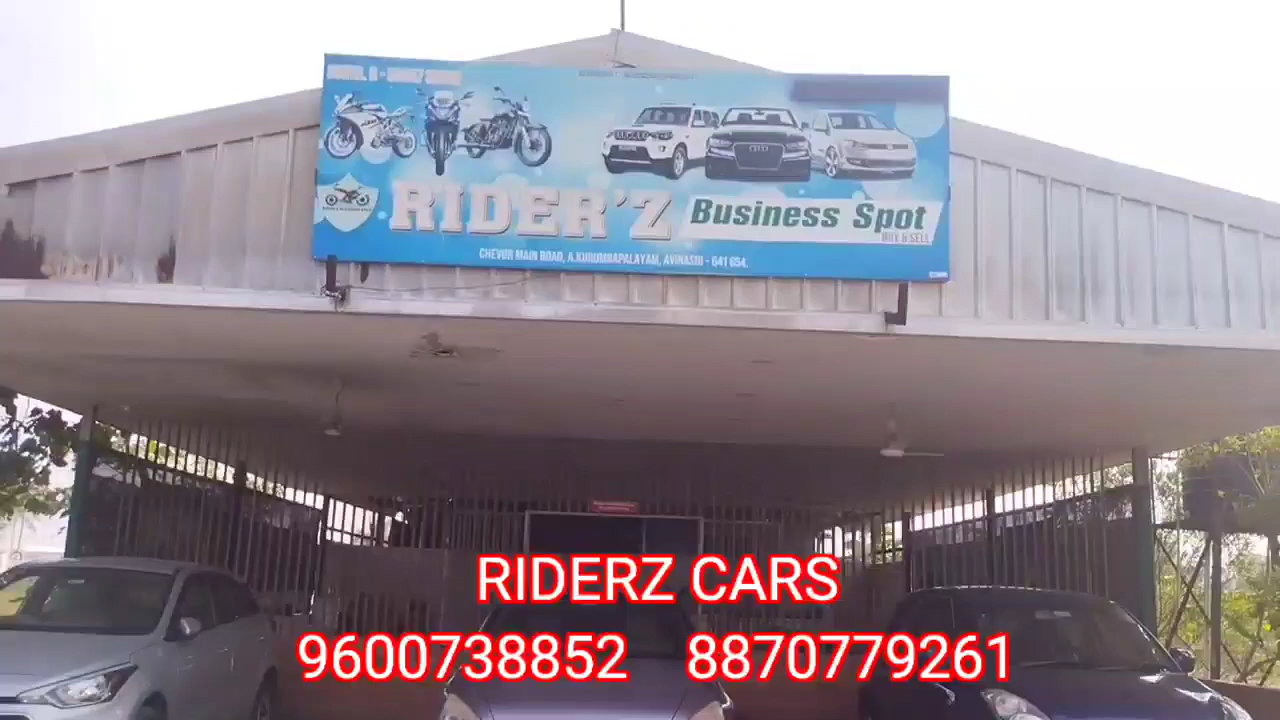 RIDER'Z
Business Spot
BUY & SELL
CHEVUR MAIN ROAD, A.KURUMBAPALAYAM, AVINASHI - 641 654.
RIDERZ CARS
9600738852 8870779261